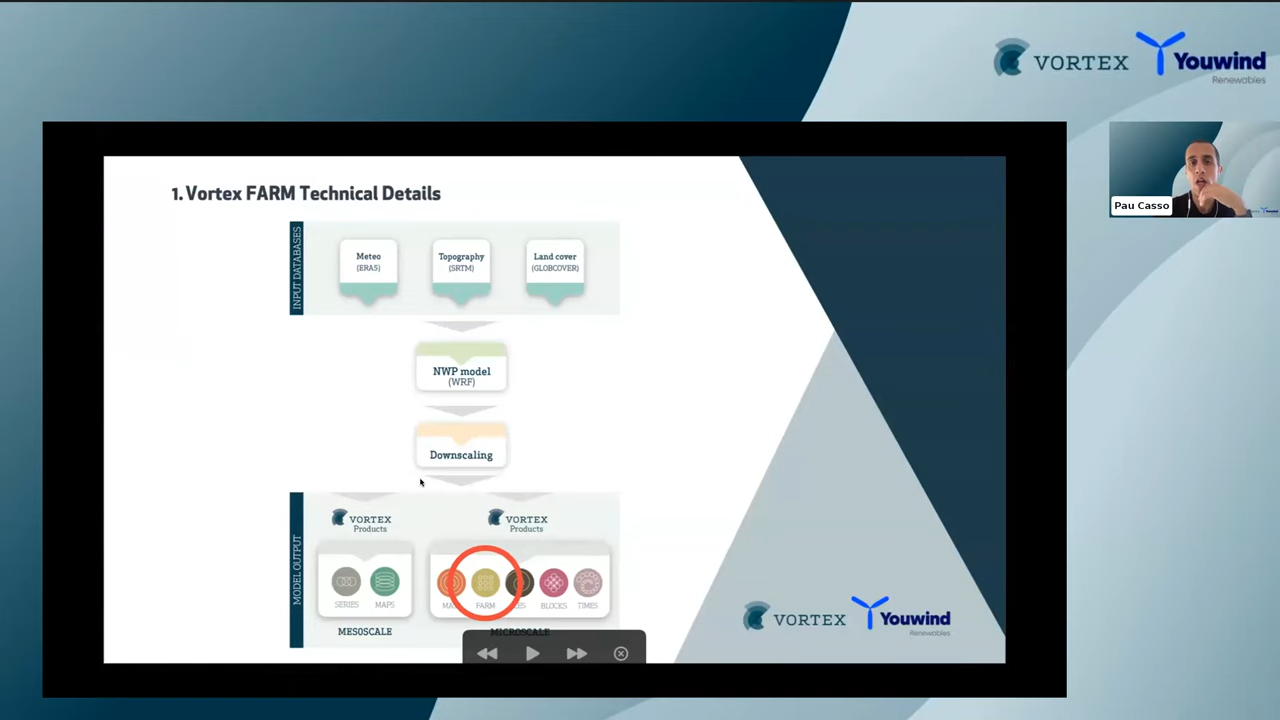 VORTEX
Youwind
Renewables
Pau Casso
1. Vortex FARM Technical Details
INPUT DATABASES
Meteo
(ERA5)
Topography
(SRTM)
Land cover
(GLOBCOVER)
NWP model
(WRF)
Downscaling
MODEL OUTPUT
VORTEX
Products
VORTEX
Products
SERIES
MAPS
FARM
BLOCKS
TIMES
MESOSCALE
MICROSCALE
VORTEX
Youwind
Renewables